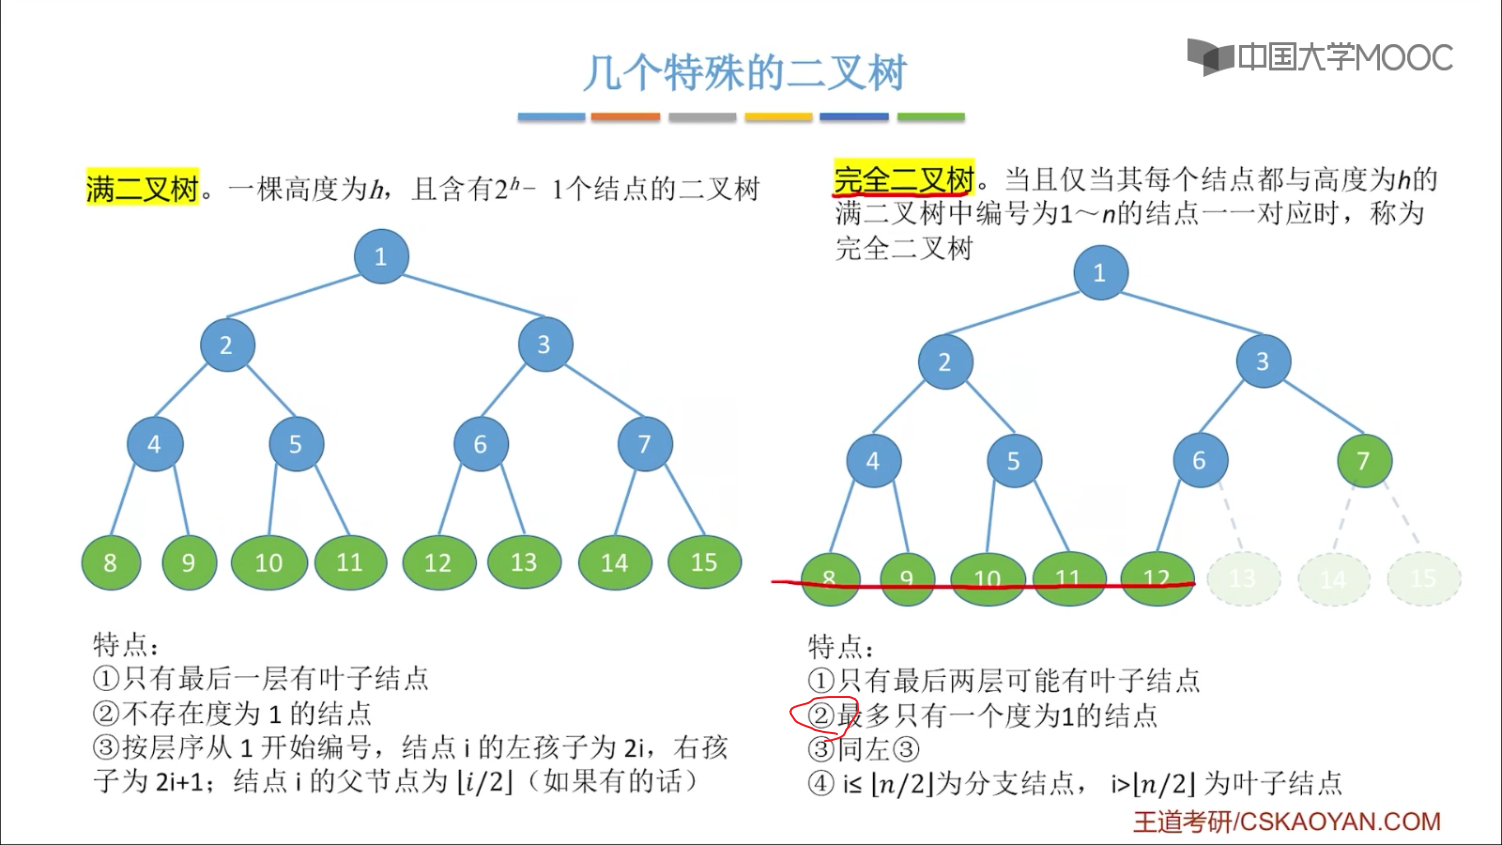 几个特殊的二叉树
中国大学MOOC
满二叉树。一棵高度为h，且含有2ʰ − 1个结点的二叉树
1
2
3
4
5
6
7
8
9
10
11
12
13
14
15
特点：
①只有最后一层有叶子结点
②不存在度为 1 的结点
③按层序从 1 开始编号，结点 i 的左孩子为 2i，右孩
子为 2i+1；结点 i 的父节点为 ⌊i/2⌋（如果有的话）
完全二叉树。当且仅当其每个结点都与高度为h的
满二叉树中编号为1～n的结点一一对应时，称为
完全二叉树
1
2
3
4
5
6
7
8
9
10
11
12
13
14
15
特点：
①只有最后两层可能有叶子结点
②最多只有一个度为1的结点
③同左③
④ i≤ ⌊n/2⌋为分支结点， i>⌊n/2⌋ 为叶子结点
王道考研/CSKAOYAN.COM